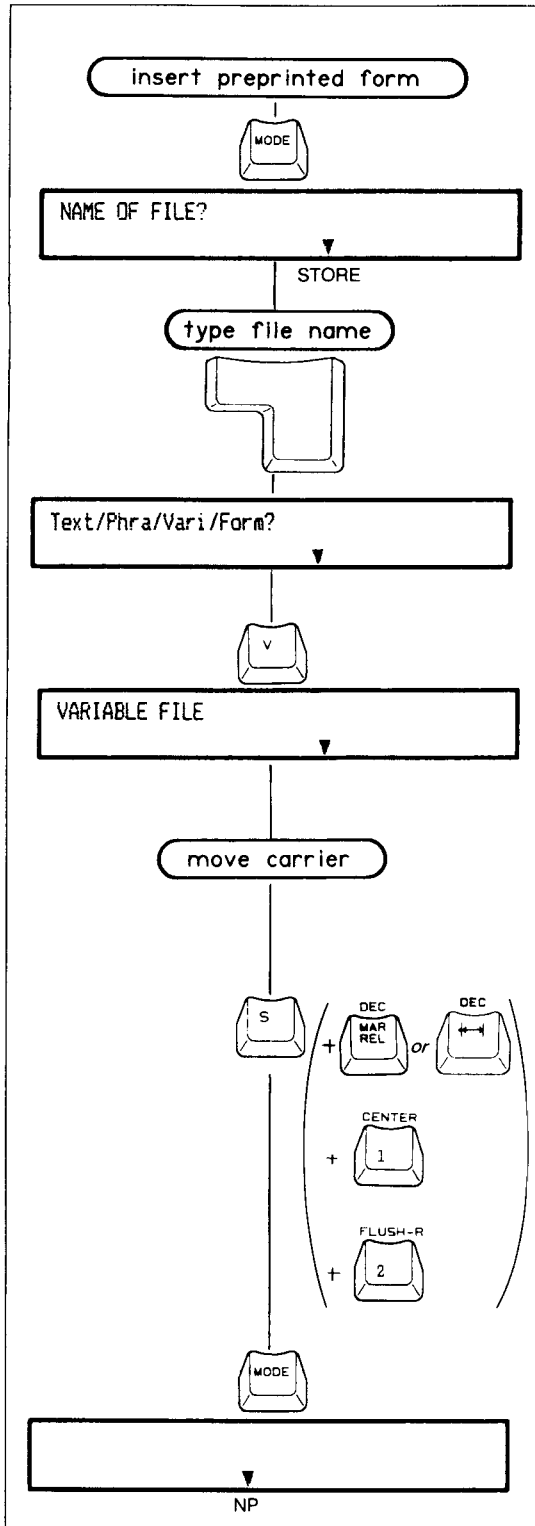 insert preprinted form
MODE
NAME OF FILE?
STORE
type file name
Text/Phra/Vari/Form?
V
VARIABLE FILE
move carrier
S
+ DEC MAR REL or DEC
CENTER
+ 1
FLUSH-R
+ 2
MODE
NP